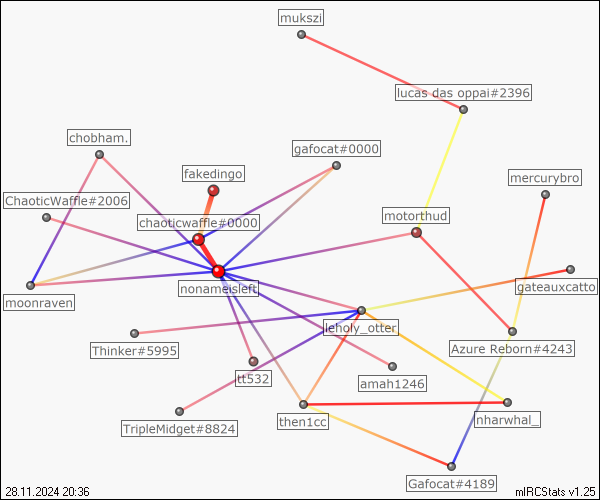 mukszi
lucas das oppai#2396
chobham.
gafocat#0000
fakedingo
mercurybro
ChaoticWaffle#2006
chaoticwaffle#0000
motorthud
nonameisleft
gateauxcatto
moonraven
leholy_otter
Thinker#5995
Azure Reborn#4243
tt532
amah1246
TripleMidget#8824
then1cc
nharwhal_
Gafocat#4189
28.11.2024 20:36
mIRCStats v1.25